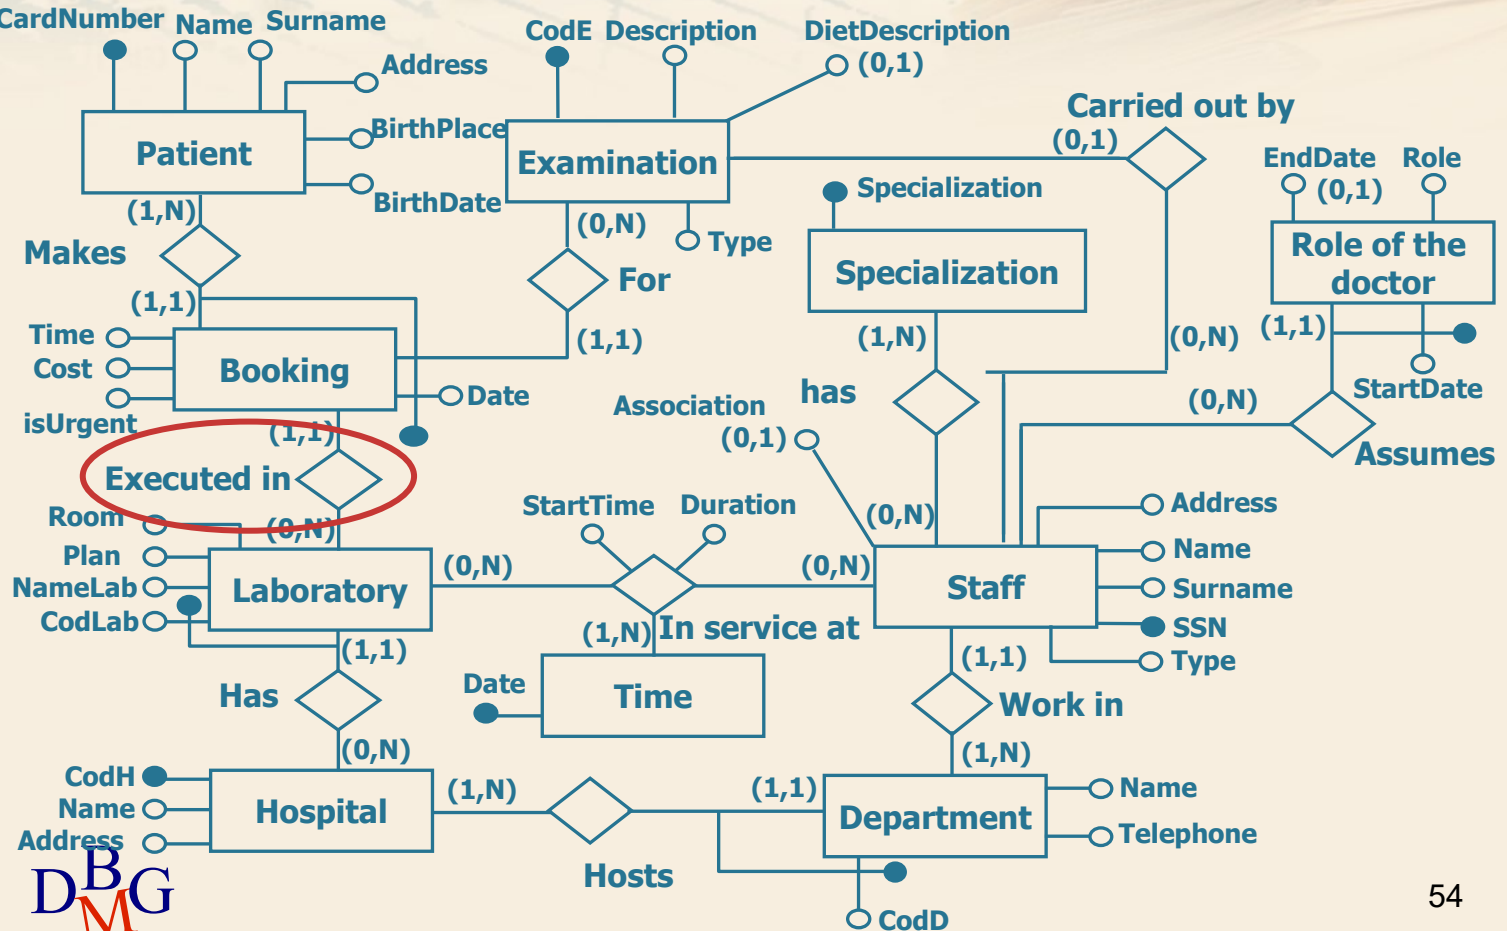 CardNumber
Name
Surname
CodE
Description
DietDescription
(0,1)
Address
Carried out by
(0,1)
BirthPlace
Patient
Examination
EndDate
Role
(0,1)
Specialization
BirthDate
(1,N)
(0,N)
Type
Makes
For
Specialization
Role of the
doctor
(1,1)
(1,1)
(1,N)
(0,N)
(1,1)
Time
Cost
isUrgent
Booking
Date
has
Association
(0,1)
StartDate
(0,N)
(1,1)
Executed in
Assumes
Room
(0,N)
StartTime
Duration
(0,N)
Address
Plan
NameLab
CodLab
Laboratory
(0,N)
(0,N)
Staff
Name
Surname
SSN
Type
(1,N)
In service at
(1,1)
(1,1)
Has
Date
Time
Work in
(0,N)
(1,N)
CodH
Name
Address
Hospital
(1,N)
(1,1)
Department
Name
Telephone
Hosts
CodD
DBMG
54